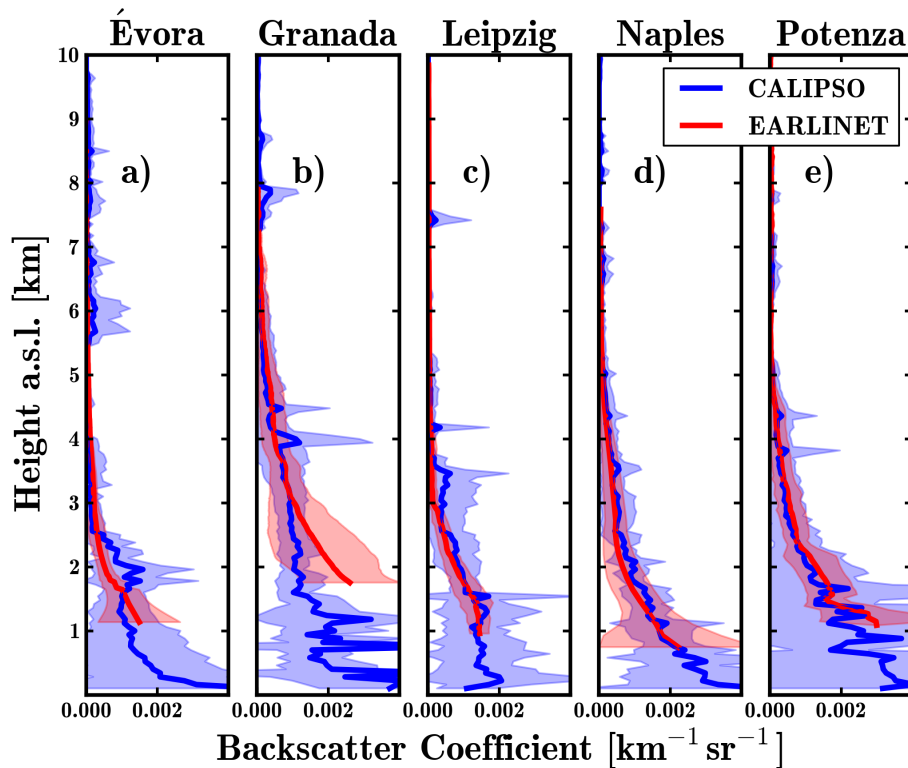 Évora Granada Leipzig Naples Potenza
CALIPSO
EARLINET
a) b) c) d) e)
10
9
8
7
6
5
4
3
2
1
Height a.s.l. [km]
0.000 0.002 0.000 0.002 0.000 0.002 0.000 0.002 0.000 0.002
Backscatter Coefficient [km⁻¹ sr⁻¹]